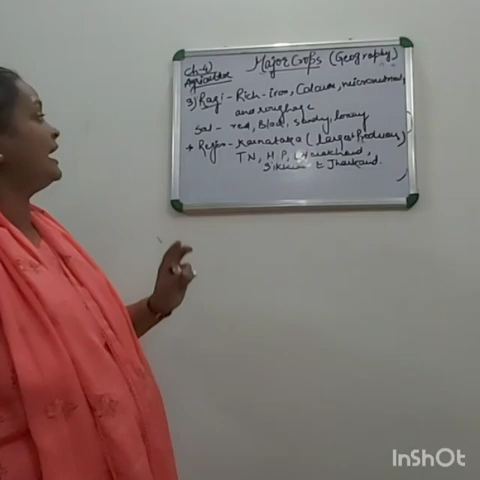 Ch-4)
Agriculture
Major Crops (Geography)
3) Ragi - Rich - iron, Calcium, micronutrients,
and roughage
Soil - red, Black, sandy, loamy
* Region - Karnataka (largest Producers)
TN, H.P, Uttarakhand,
Sikkim & Jharkand.
InShOt